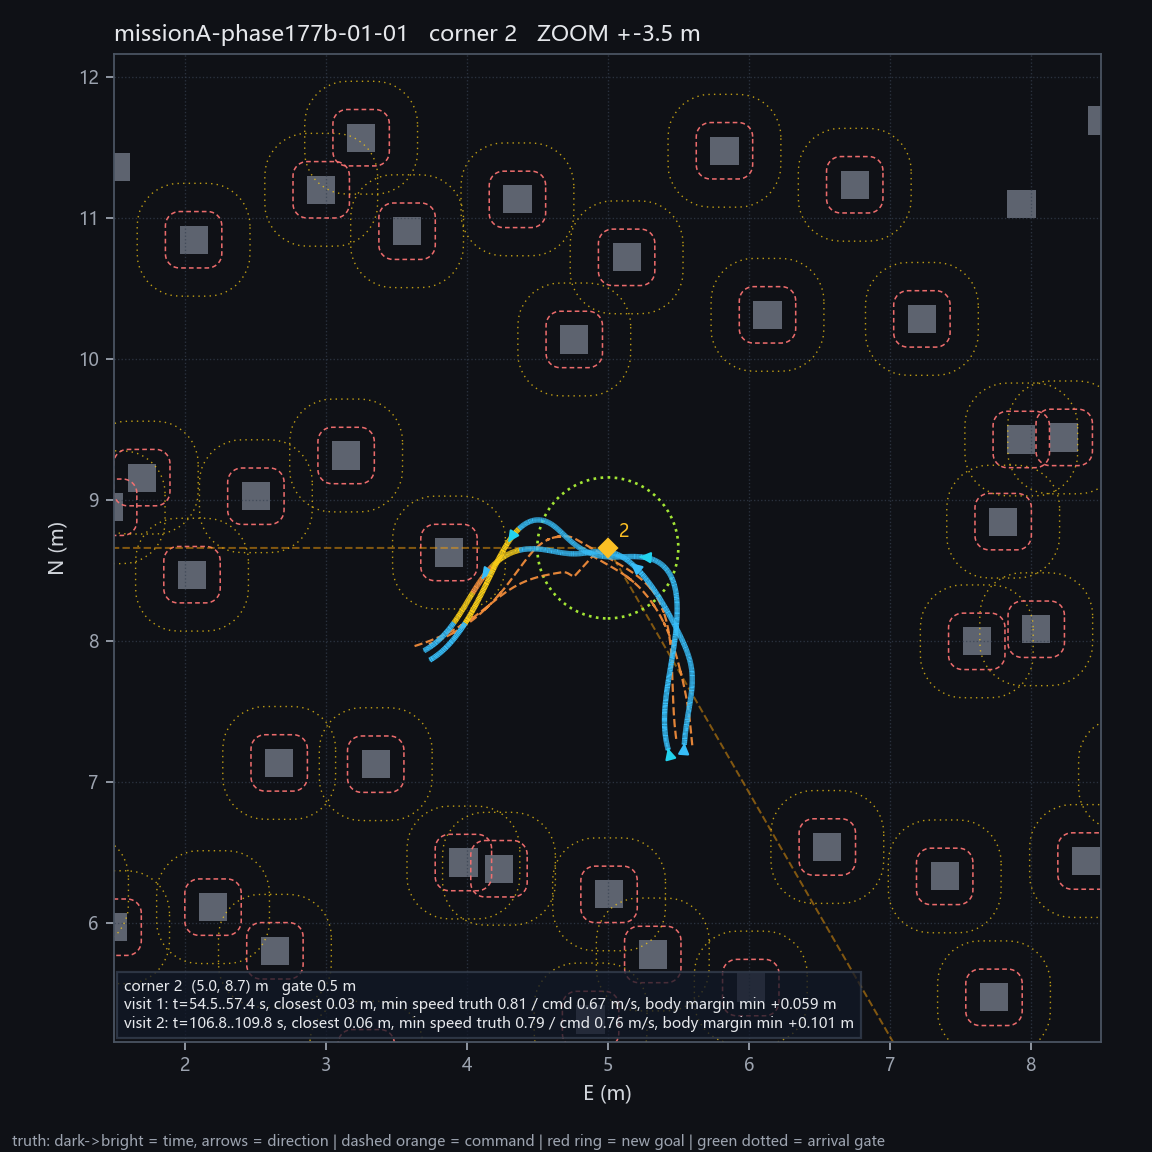 missionA-phase177b-01-01 corner 2 ZOOM +-3.5 m
12
11
10
9
8
7
6
N (m)
2
corner 2 (5.0, 8.7) m gate 0.5 m
visit 1: t=54.5..57.4 s, closest 0.03 m, min speed truth 0.81 / cmd 0.67 m/s, body margin min +0.059 m
visit 2: t=106.8..109.8 s, closest 0.06 m, min speed truth 0.79 / cmd 0.76 m/s, body margin min +0.101 m
2 3 4 5 6 7 8
E (m)
truth: dark->bright = time, arrows = direction | dashed orange = command | red ring = new goal | green dotted = arrival gate